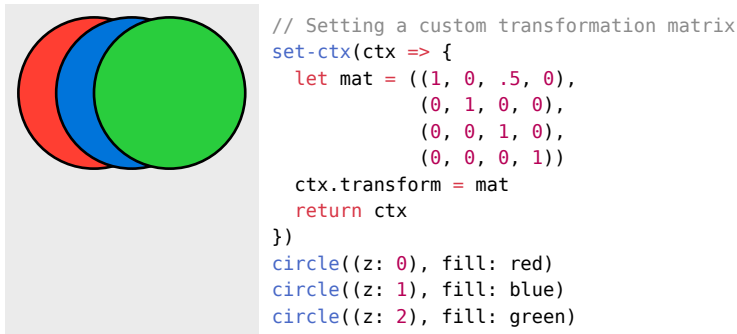 // Setting a custom transformation matrix
set-ctx(ctx => {
  let mat = ((1, 0, .5, 0),
             (0, 1, 0, 0),
             (0, 0, 1, 0),
             (0, 0, 0, 1))
  ctx.transform = mat
  return ctx
})
circle((z: 0), fill: red)
circle((z: 1), fill: blue)
circle((z: 2), fill: green)